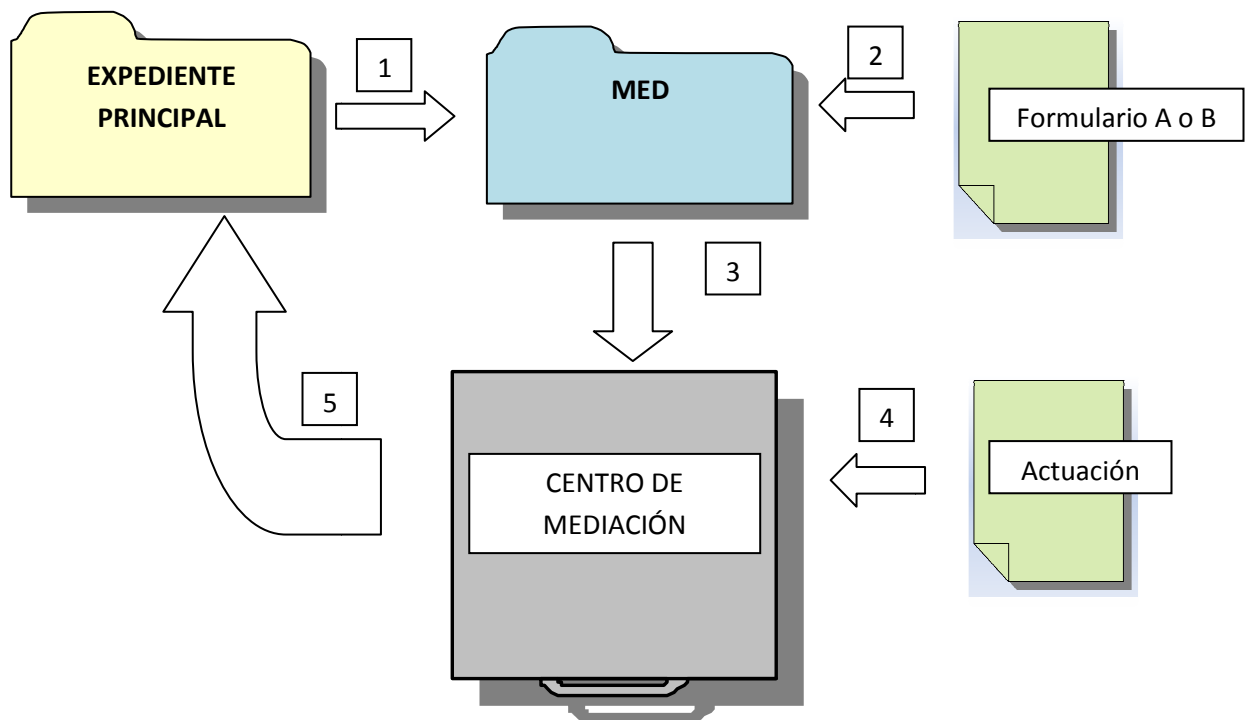 EXPEDIENTE
PRINCIPAL
1
MED
2
Formulario A o B
3
5
CENTRO DE
MEDIACIÓN
4
Actuación